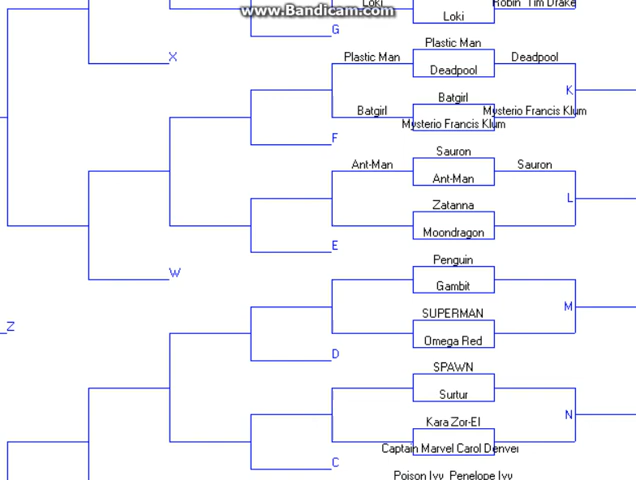 www.Bandicam.com
Loki
Robin Tim Drake
Loki
G
X
Plastic Man
Plastic Man
Deadpool
Deadpool
K
Batgirl
Batgirl
Mysterio Francis Klum
Mysterio Francis Klum
F
Sauron
Ant-Man
Sauron
Ant-Man
L
Zatanna
Moondragon
E
Penguin
W
Gambit
M
SUPERMAN
Z
Omega Red
D
SPAWN
Surtur
N
Kara Zor-El
Captain Marvel Carol Denver
C
Poison Ivy Penelope Ivy